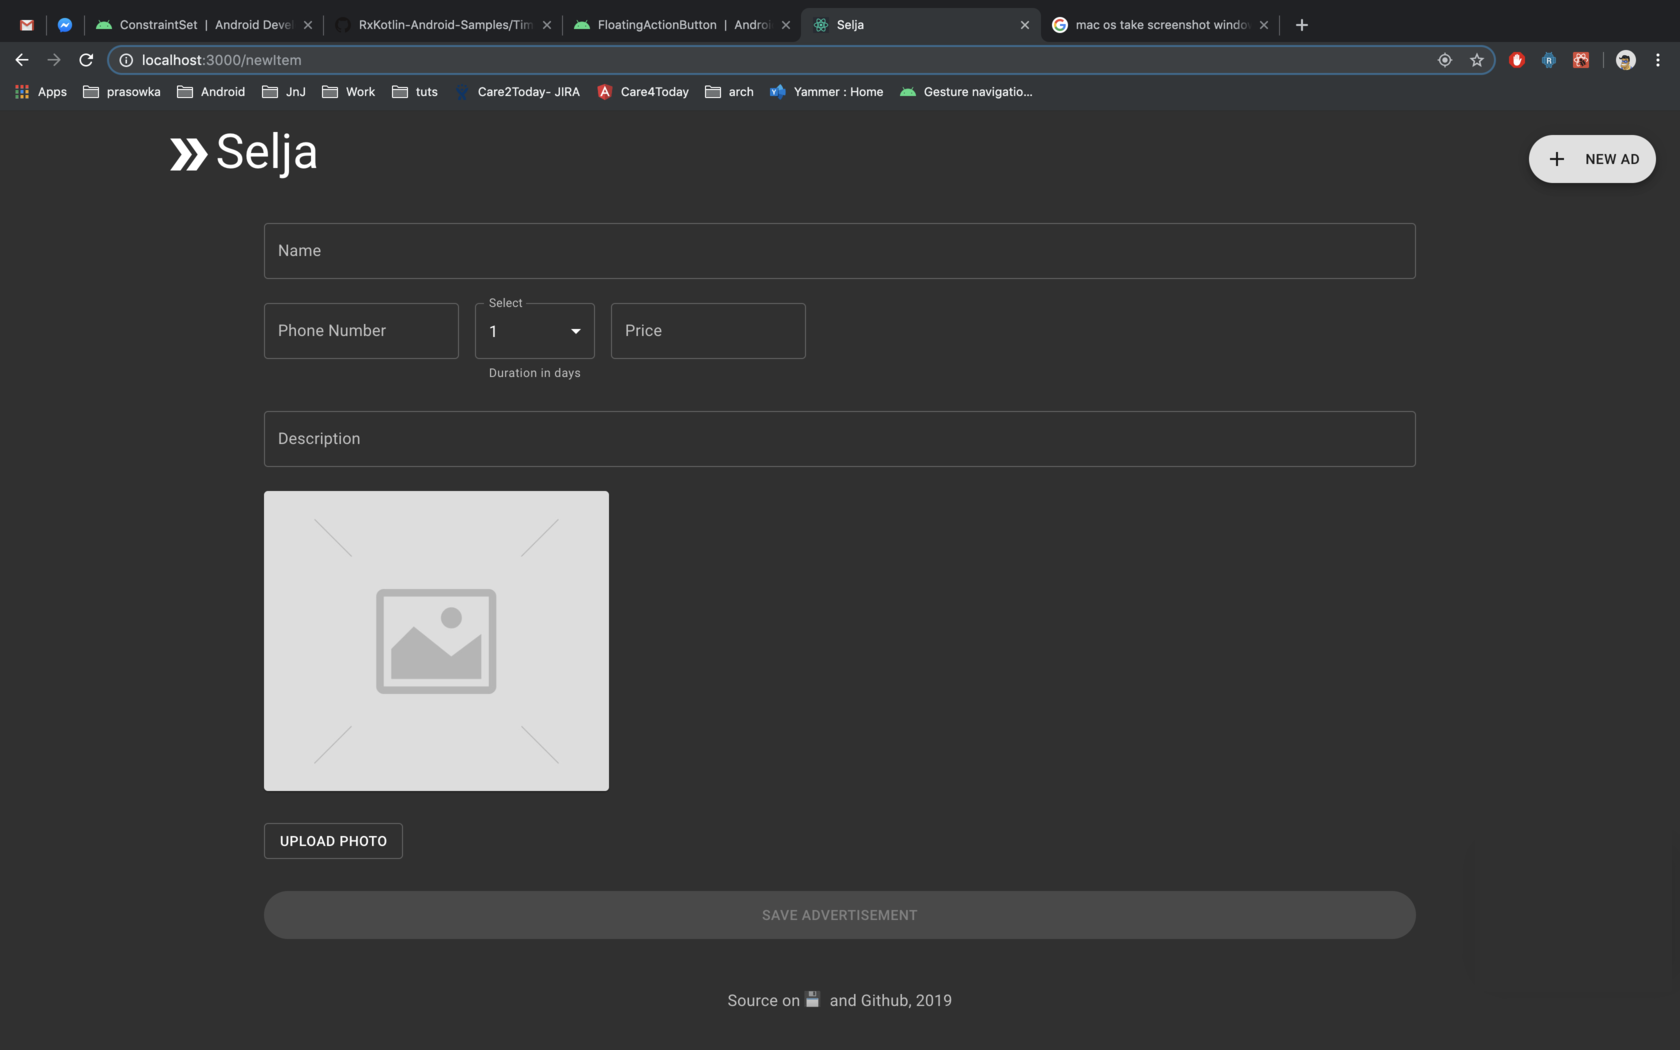 ConstraintSet | Android Devel
RxKotlin-Android-Samples/Tim
FloatingActionButton | Androi
Selja
mac os take screenshot windo
localhost:3000/newItem
Apps
prasowka
Android
JnJ
Work
tuts
Care2Today- JIRA
Care4Today
arch
Yammer : Home
Gesture navigatio...
Selja
NEW AD
Name
Phone Number
Select
1
Duration in days
Price
Description
UPLOAD PHOTO
SAVE ADVERTISEMENT
Source on 💾 and Github, 2019